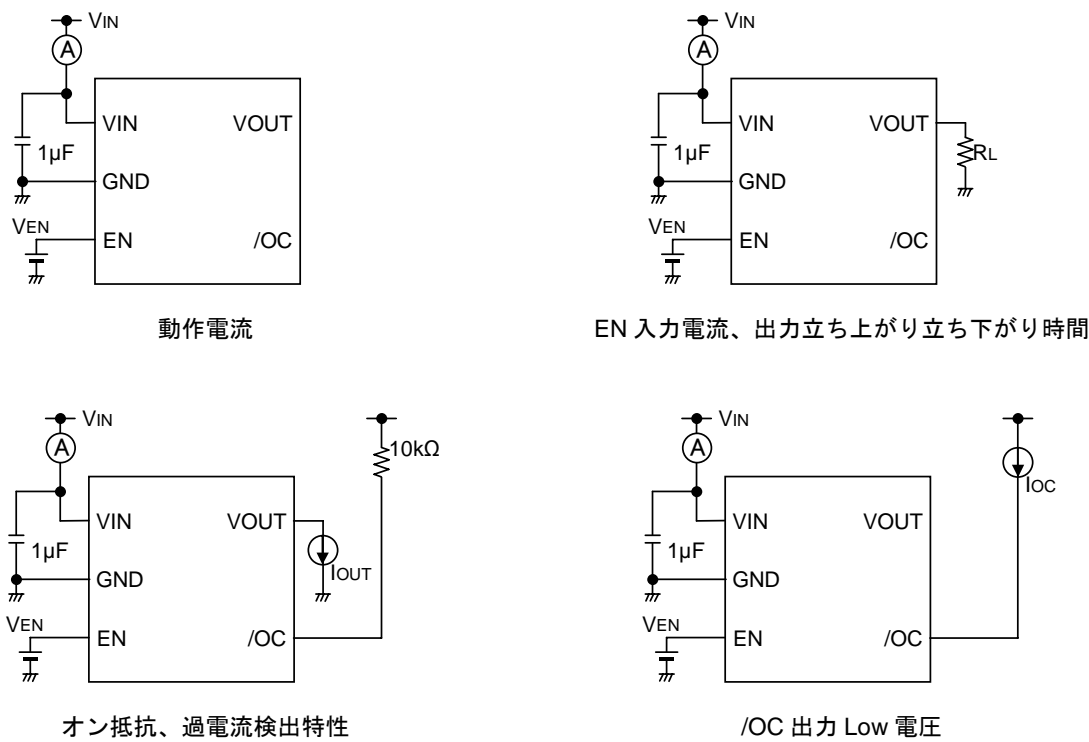 VIN
A
VIN
VOUT
1µF
GND
VEN
EN
/OC
動作電流
VIN
A
VIN
VOUT
1µF
RL
GND
VEN
EN
/OC
EN 入力電流、出力立ち上がり立ち下がり時間
VIN
A
10kΩ
VIN
VOUT
1µF
IOUT
GND
VEN
EN
/OC
オン抵抗、過電流検出特性
VIN
A
IOC
VIN
VOUT
1µF
GND
VEN
EN
/OC
/OC 出力 Low 電圧